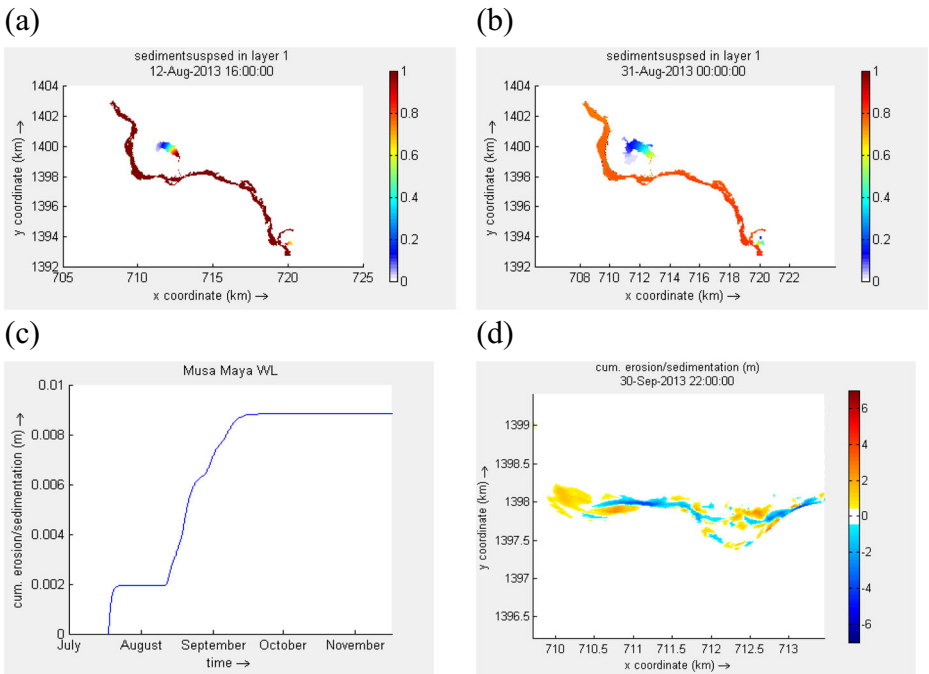 (a)
sedimentsuspsed in layer 1
12-Aug-2013 16:00:00
1404
1402
1400
1398
1396
1394
1392
y coordinate (km) →
705 710 715 720 725
x coordinate (km) →
1
0.8
0.6
0.4
0.2
0
(b)
sedimentsuspsed in layer 1
31-Aug-2013 00:00:00
1404
1402
1400
1398
1396
1394
1392
y coordinate (km) →
708 710 712 714 716 718 720 722
x coordinate (km) →
1
0.8
0.6
0.4
0.2
0
(c)
Musa Maya WL
0.01
0.008
0.006
0.004
0.002
0
cum. erosion/sedimentation (m) →
July August September October November
time →
(d)
cum. erosion/sedimentation (m)
30-Sep-2013 22:00:00
1399
1398.5
1398
1397.5
1397
1396.5
y coordinate (km) →
710 710.5 711 711.5 712 712.5 713
x coordinate (km) →
6
4
2
0
-2
-4
-6